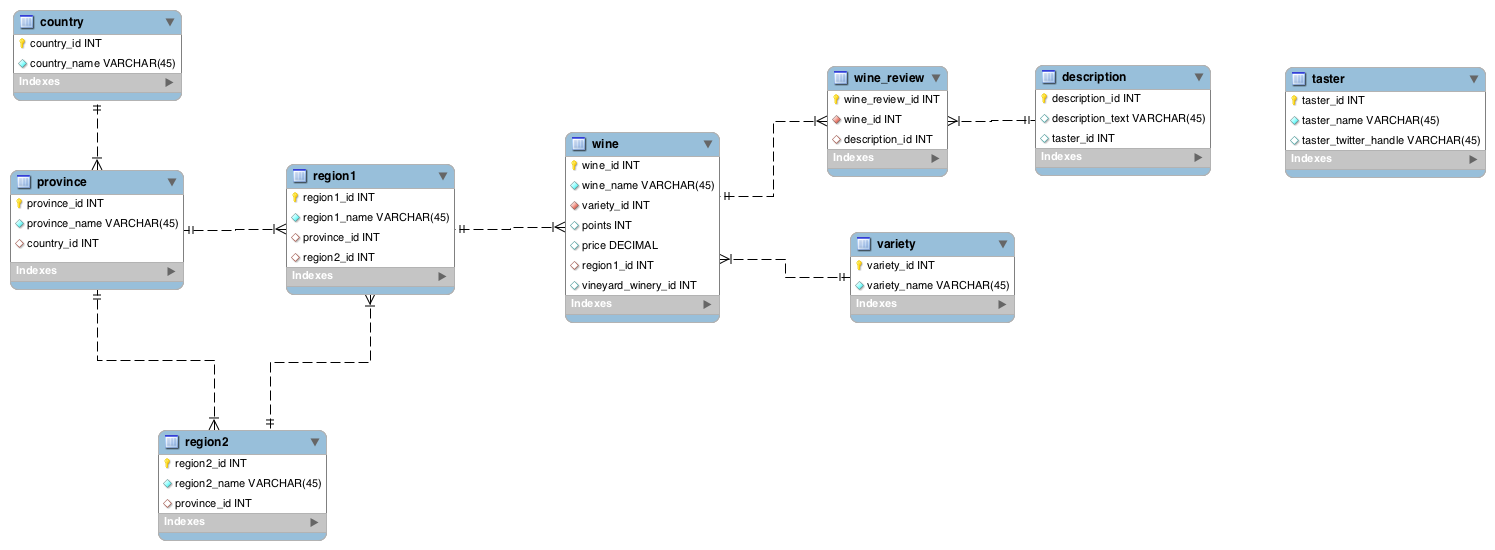 country
country_id INT
country_name VARCHAR(45)
Indexes
province
province_id INT
province_name VARCHAR(45)
country_id INT
Indexes
region1
region1_id INT
region1_name VARCHAR(45)
province_id INT
region2_id INT
Indexes
region2
region2_id INT
region2_name VARCHAR(45)
province_id INT
Indexes
wine
wine_id INT
wine_name VARCHAR(45)
variety_id INT
points INT
price DECIMAL
region1_id INT
vineyard_winery_id INT
Indexes
wine_review
wine_review_id INT
wine_id INT
description_id INT
Indexes
variety
variety_id INT
variety_name VARCHAR(45)
Indexes
description
description_id INT
description_text VARCHAR(45)
taster_id INT
Indexes
taster
taster_id INT
taster_name VARCHAR(45)
taster_twitter_handle VARCHAR(45)
Indexes